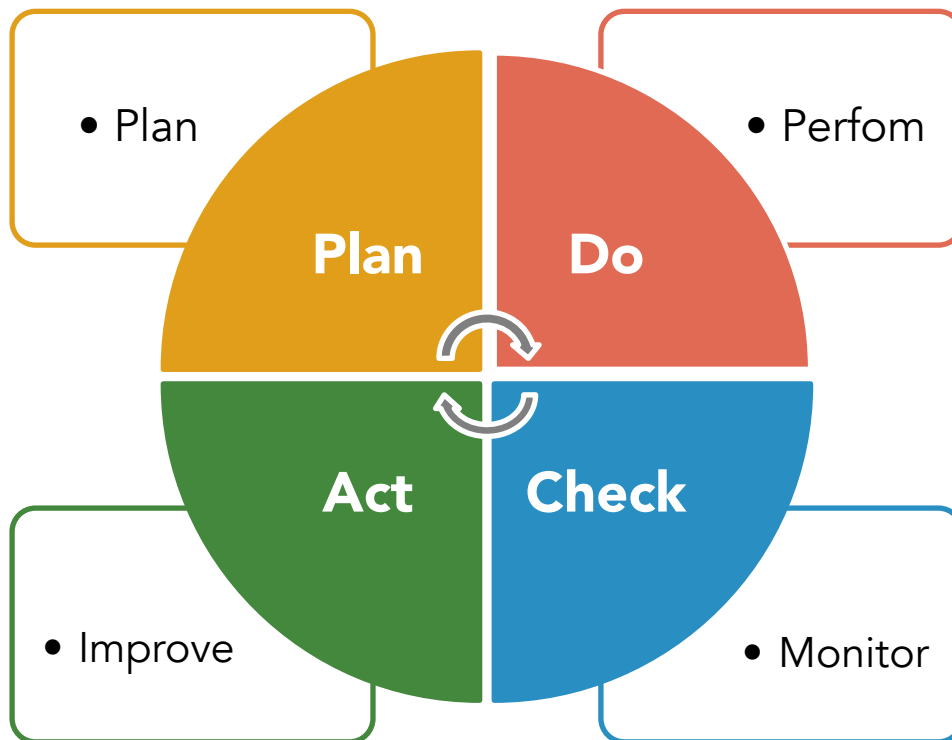 • Plan
• Perfom
Plan
Do
Act
Check
• Improve
• Monitor